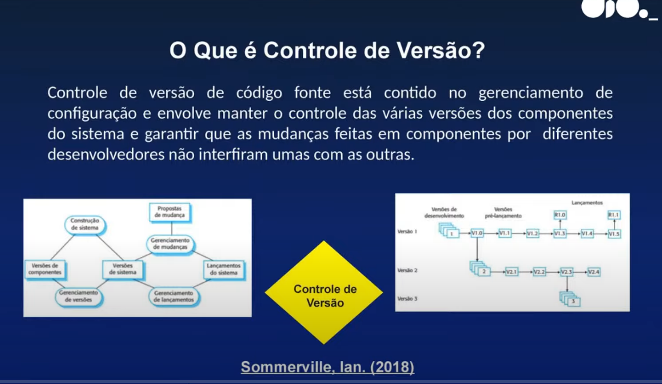 O Que é Controle de Versão?
Controle de versão de código fonte está contido no gerenciamento de
configuração e envolve manter o controle das várias versões dos componentes
do sistema e garantir que as mudanças feitas em componentes por diferentes
desenvolvedores não interfiram umas com as outras.
Propostas
de mudança
Construção
de sistema
Gerenciamento
de mudanças
Versões de
componentes
Versões
de sistema
Lançamentos
do sistema
Gerenciamento
de versões
Gerenciamento
de lançamentos
Controle de
Versão
Versões de
desenvolvimento
Versões
pré-lançamento
Lançamentos
R1.0
R1.1
Versão 1
1
V1.0
V1.1
V1.2
V1.3
V1.4
V1.5
Versão 2
2
V2.1
V2.2
V2.3
V2.4
Versão 3
3
Sommerville, Ian. (2018)